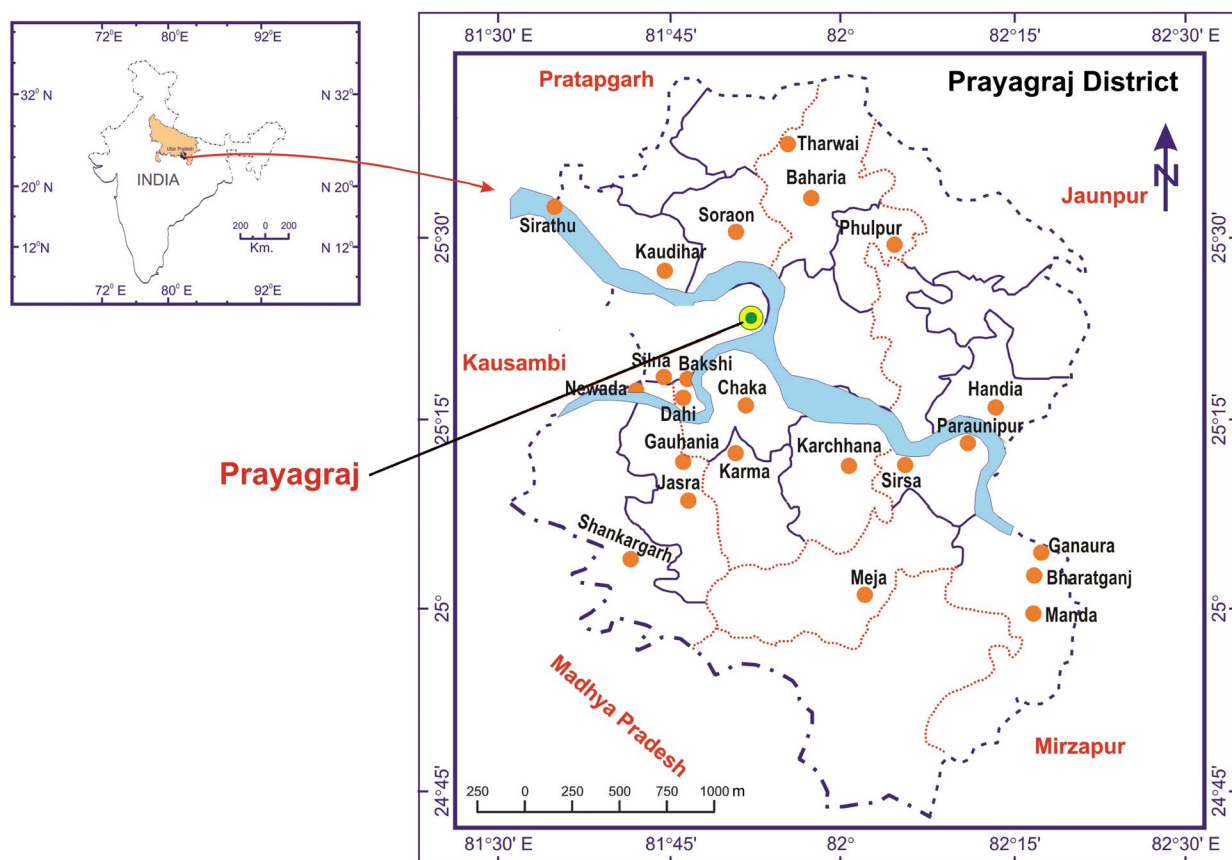 72°E 80°E 92°E
32° N
N 32°
Uttar Pradesh
INDIA
20° N
N 20°
200 0 200
Km.
12°N
N 12°
72° E 80° E 92° E
81°30' E
81°45'
82°
82°15'
82°30' E
Prayagraj District
N
Pratapgarh
Tharwai
Baharia
Jaunpur
Sirathu
Soraon
Phulpur
Kaudihar
25°30'
25°30'
Kausambi
Silna
Bakshi
Newada
Chaka
Handia
Dahi
Paraunipur
25°15'
25°15'
Gauhania
Karchhana
Prayagraj
Karma
Sirsa
Jasra
Shankargarh
Ganaura
Meja
Bharatganj
Manda
25°
25°
Madhya Pradesh
Mirzapur
24°45'
24°45'
250 0 250 500 750 1000 m
81°30'
81°45'
82°
82°15'
82°30' E